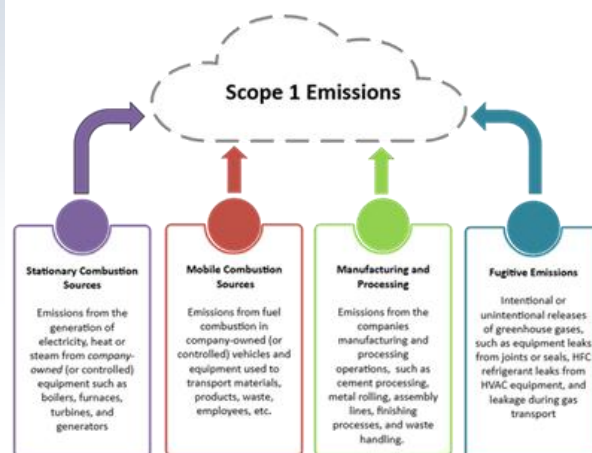 Scope 1 Emissions
Stationary Combustion
Sources
Emissions from the
generation of
electricity, heat or
steam from company-
owned (or controlled)
equipment such as
boilers, furnaces,
turbines, and
generators
Mobile Combustion
Sources
Emissions from fuel
combustion in
company-owned (or
controlled) vehicles and
equipment used to
transport materials,
products, waste,
employees, etc.
Manufacturing and
Processing
Emissions from the
companies
manufacturing and
processing
operations, such as
cement processing,
metal rolling, assembly
lines, finishing
processes, and waste
handling.
Fugitive Emissions
Intentional or
unintentional releases
of greenhouse gases,
such as equipment leaks
from joints or seals, HFC
refrigerant leaks from
HVAC equipment, and
leakage during gas
transport